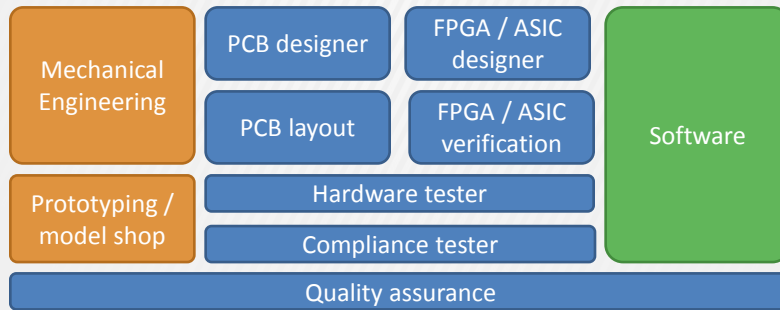 Mechanical
Engineering
PCB designer
FPGA / ASIC
designer
PCB layout
FPGA / ASIC
verification
Software
Prototyping /
model shop
Hardware tester
Compliance tester
Quality assurance